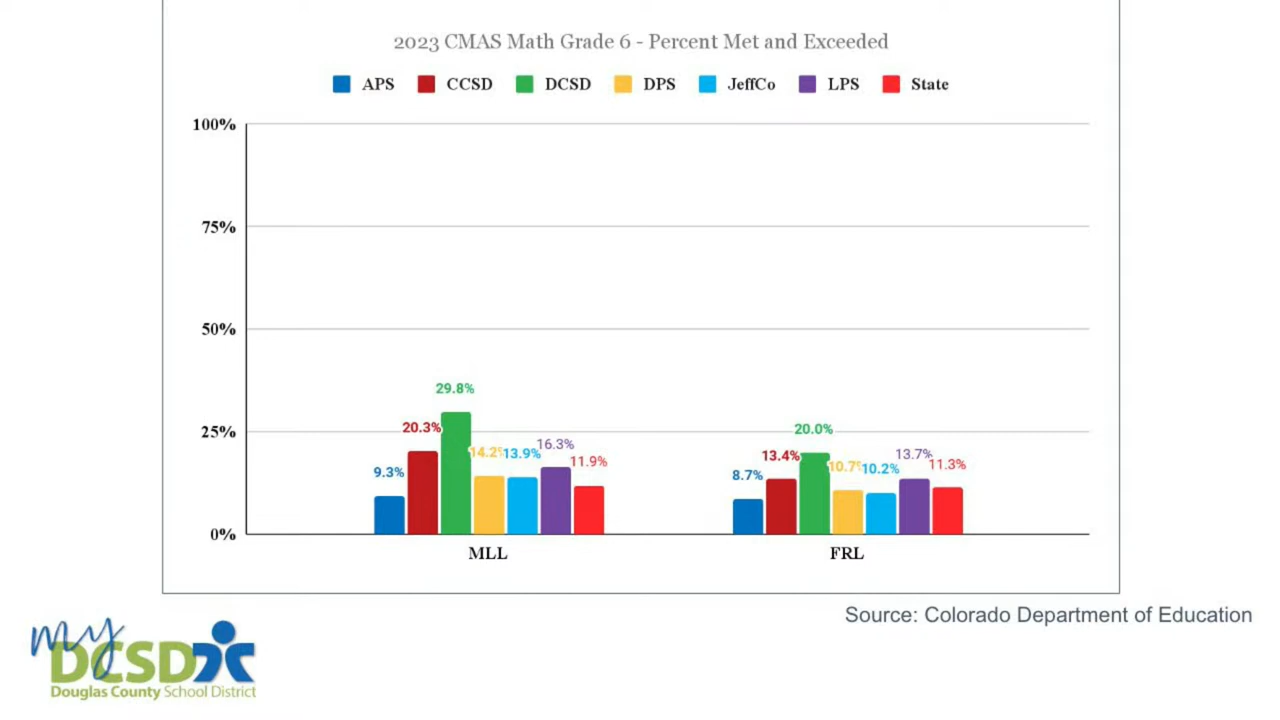 2023 CMAS Math Grade 6 - Percent Met and Exceeded
APS CCSD DCSD DPS JeffCo LPS State
100%
75%
50%
25%
0%
9.3% 20.3% 29.8% 14.2% 13.9% 16.3% 11.9%
8.7% 13.4% 20.0% 10.7% 10.2% 13.7% 11.3%
MLL FRL
Source: Colorado Department of Education
my
DCSD
Douglas County School District